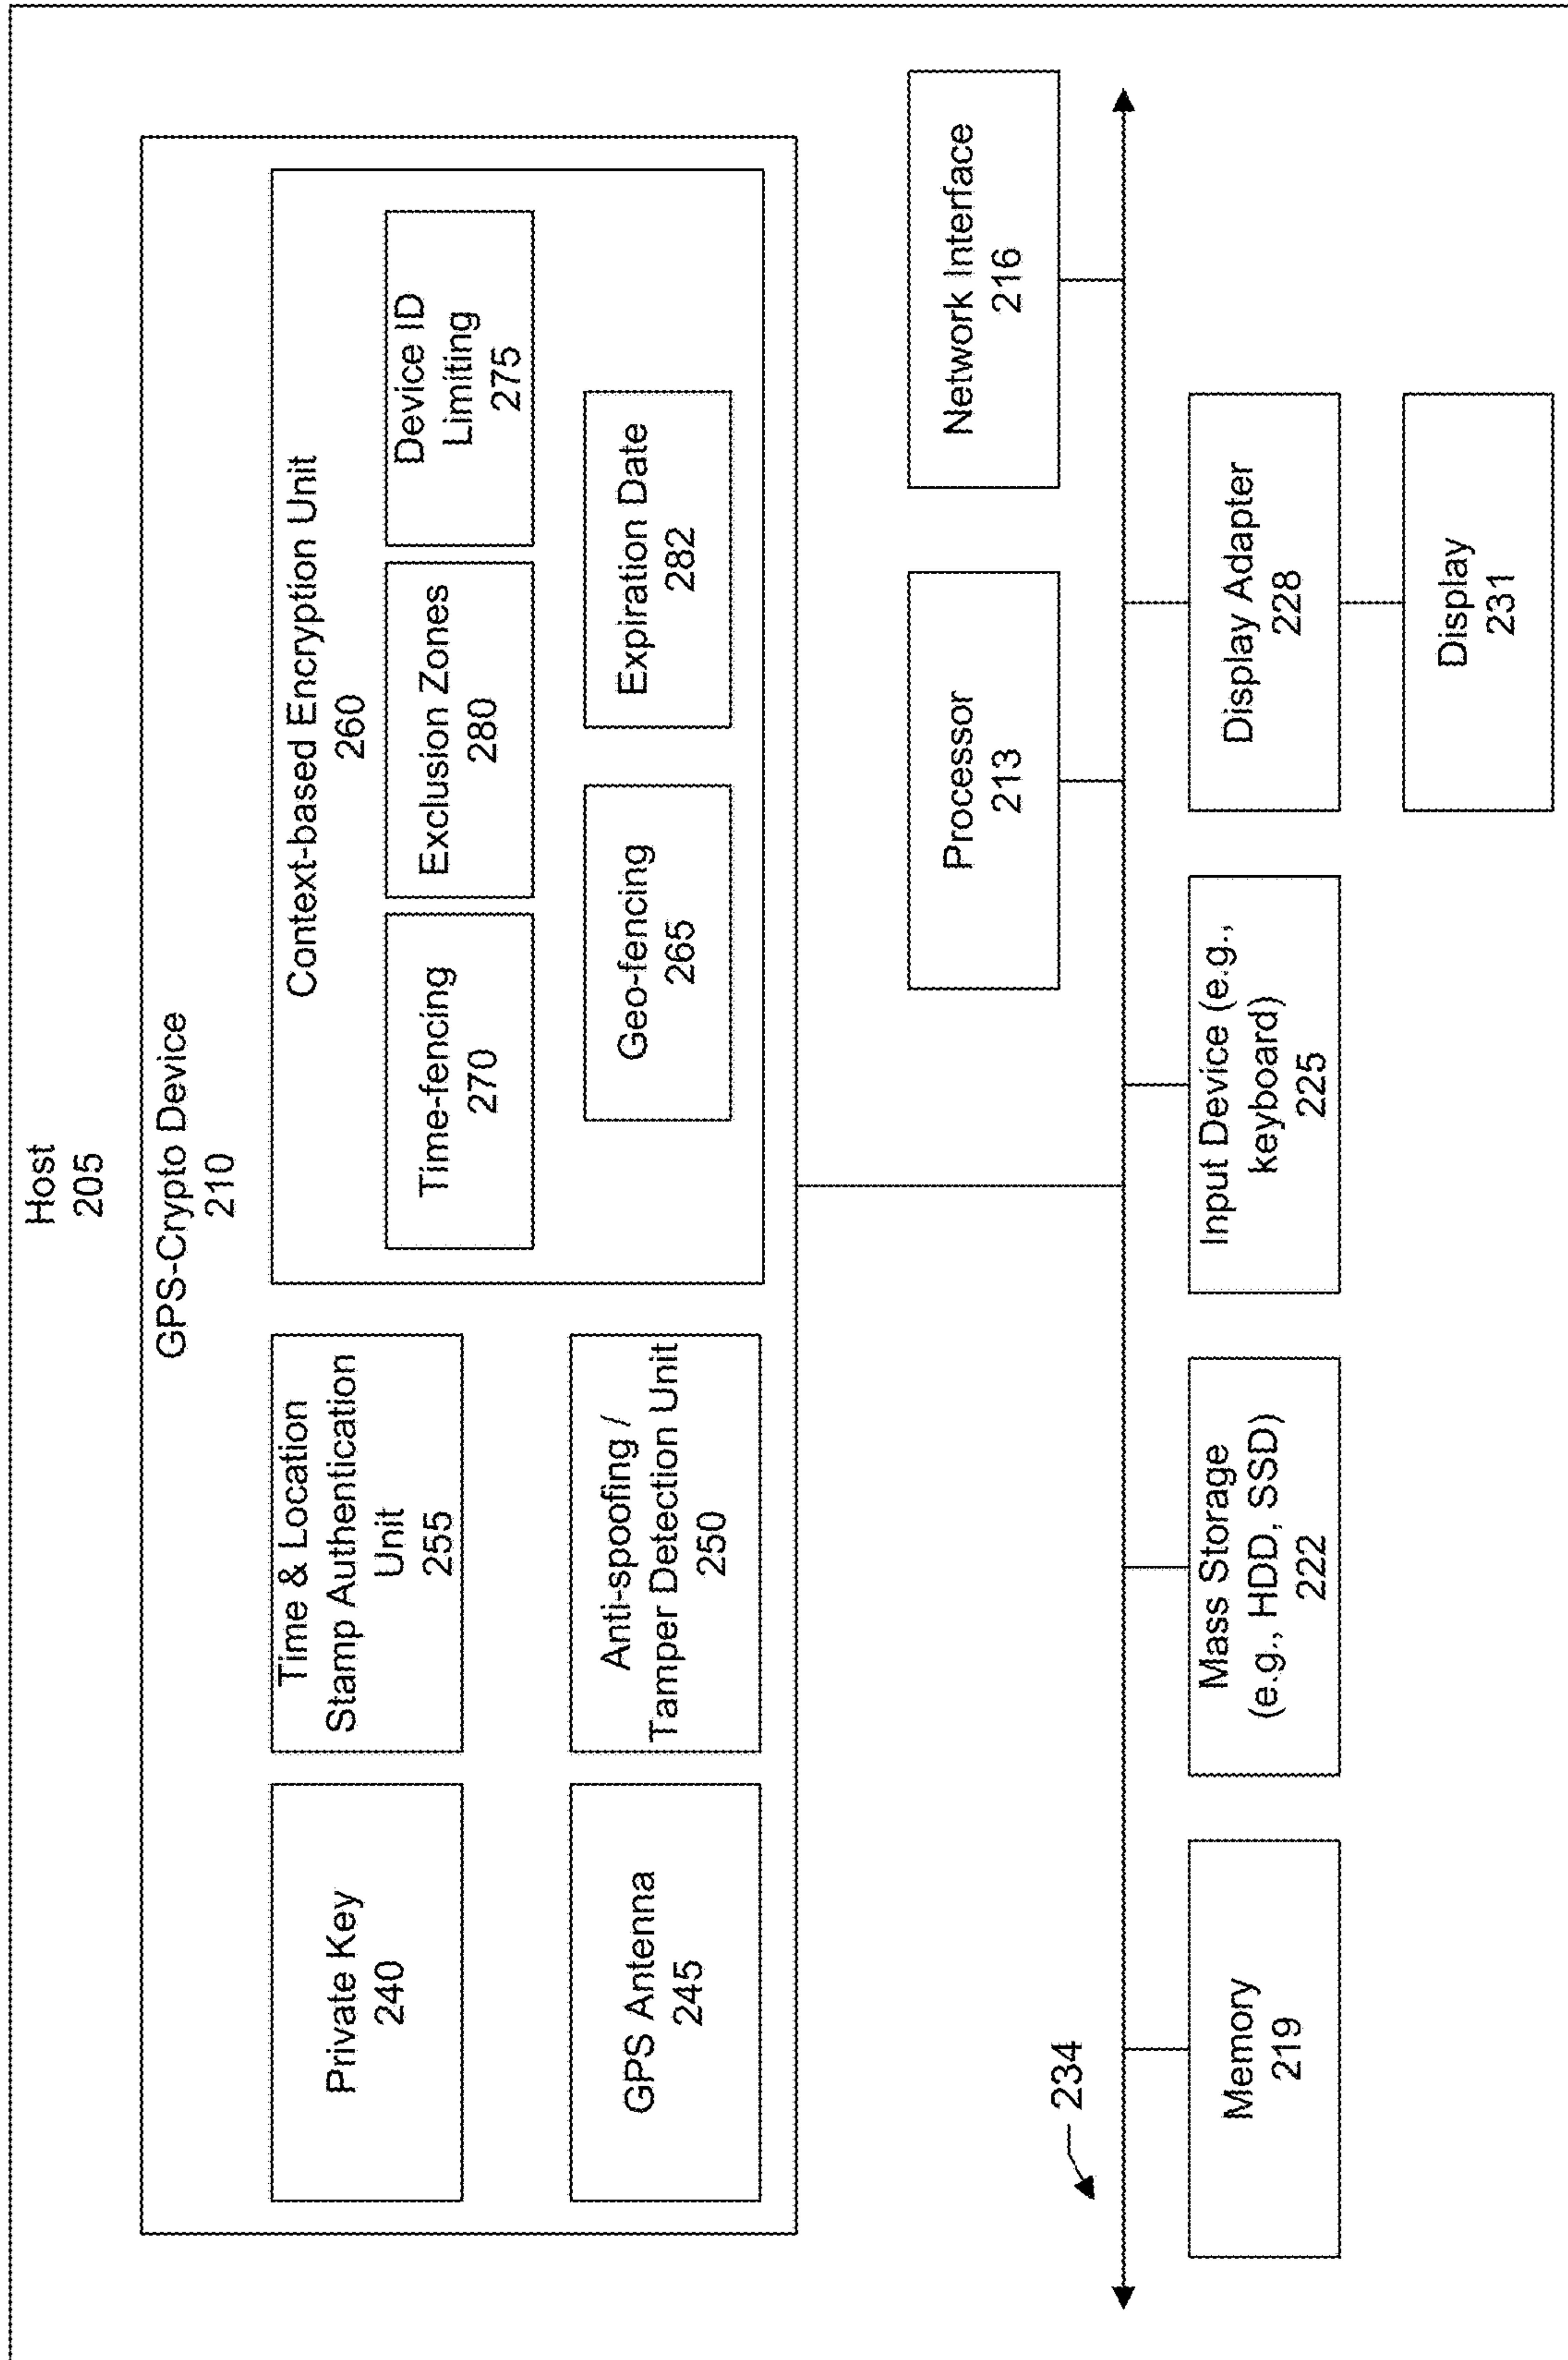 Host
205
GPS-Crypto Device
210
Private Key
240
Time & Location
Stamp Authentication
Unit
255
GPS Antenna
245
Anti-spoofing /
Tamper Detection Unit
250
Context-based Encryption Unit
260
Time-fencing
270
Exclusion Zones
280
Device ID
Limiting
275
Geo-fencing
265
Expiration Date
282
Processor
213
Network Interface
216
234
Memory
219
Mass Storage
(e.g., HDD, SSD)
222
Input Device (e.g.,
keyboard)
225
Display Adapter
228
Display
231